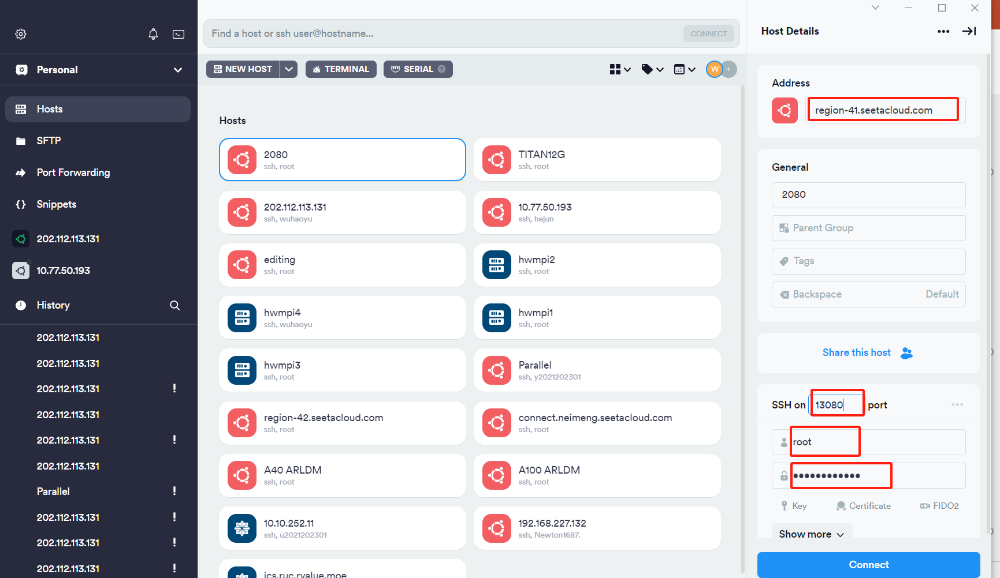 Personal
Hosts
SFTP
Port Forwarding
Snippets
202.112.113.131
10.77.50.193
History
202.112.113.131
202.112.113.131
202.112.113.131 !
202.112.113.131
202.112.113.131 !
202.112.113.131
Parallel !
202.112.113.131 !
202.112.113.131 !
202.112.113.131 !
Find a host or ssh user@hostname...
CONNECT
NEW HOST
TERMINAL
SERIAL
W
+
Hosts
2080
ssh, root
TITAN12G
ssh, root
202.112.113.131
ssh, wuhaoyu
10.77.50.193
ssh, hejun
editing
ssh, root
hwmpi2
ssh, root
hwmpi4
ssh, wuhaoyu
hwmpi1
ssh, root
hwmpi3
ssh, root
Parallel
ssh, y2021202301
region-42.seetacloud.com
ssh, root
connect.neimeng.seetacloud.com
ssh, root
A40 ARLDM
ssh, root
A100 ARLDM
ssh, root
10.10.252.11
ssh, u2021202301
192.168.227.132
ssh, Newton1687.
ics.ruc.rvalue.moe
Host Details
Address
region-41.seetacloud.com
General
2080
Parent Group
Tags
Backspace Default
Share this host
SSH on 13080 port
root
••••••••••••
Key Certificate FIDO2
Show more
Connect